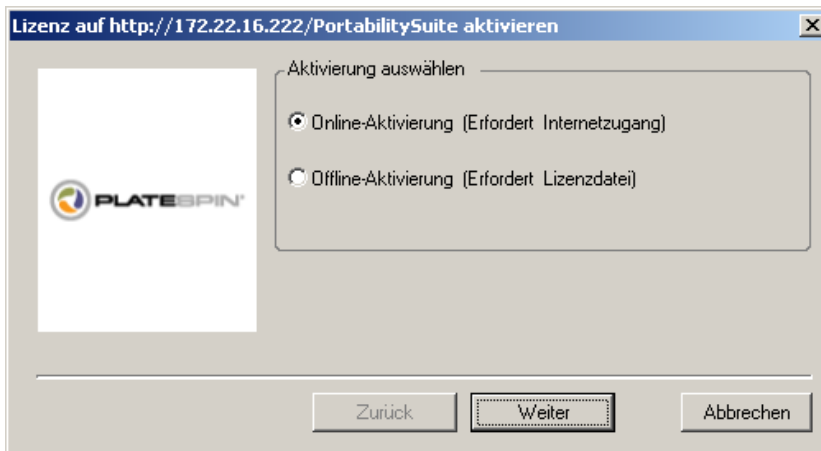 Lizenz auf http://172.22.16.222/PortabilitySuite aktivieren
Aktivierung auswählen
Online-Aktivierung (Erfordert Internetzugang)
Offline-Aktivierung (Erfordert Lizenzdatei)
PLATESPIN
Zurück
Weiter
Abbrechen